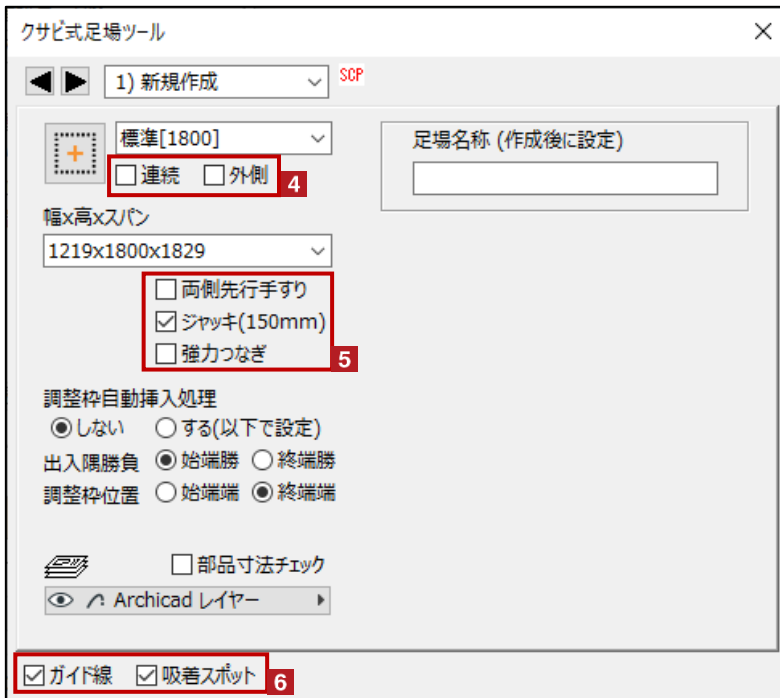 クサビ式足場ツール
1) 新規作成
SCP
標準[1800]
連続 外側
4
足場名称 (作成後に設定)
幅x高xスパン
1219x1800x1829
両側先行手すり
ジャッキ(150mm)
強力つなぎ
5
調整枠自動挿入処理
しない する(以下で設定)
出入隅勝負 始端勝 終端勝
調整枠位置 始端端 終端端
部品寸法チェック
Archicad レイヤー
ガイド線 吸着スポット
6